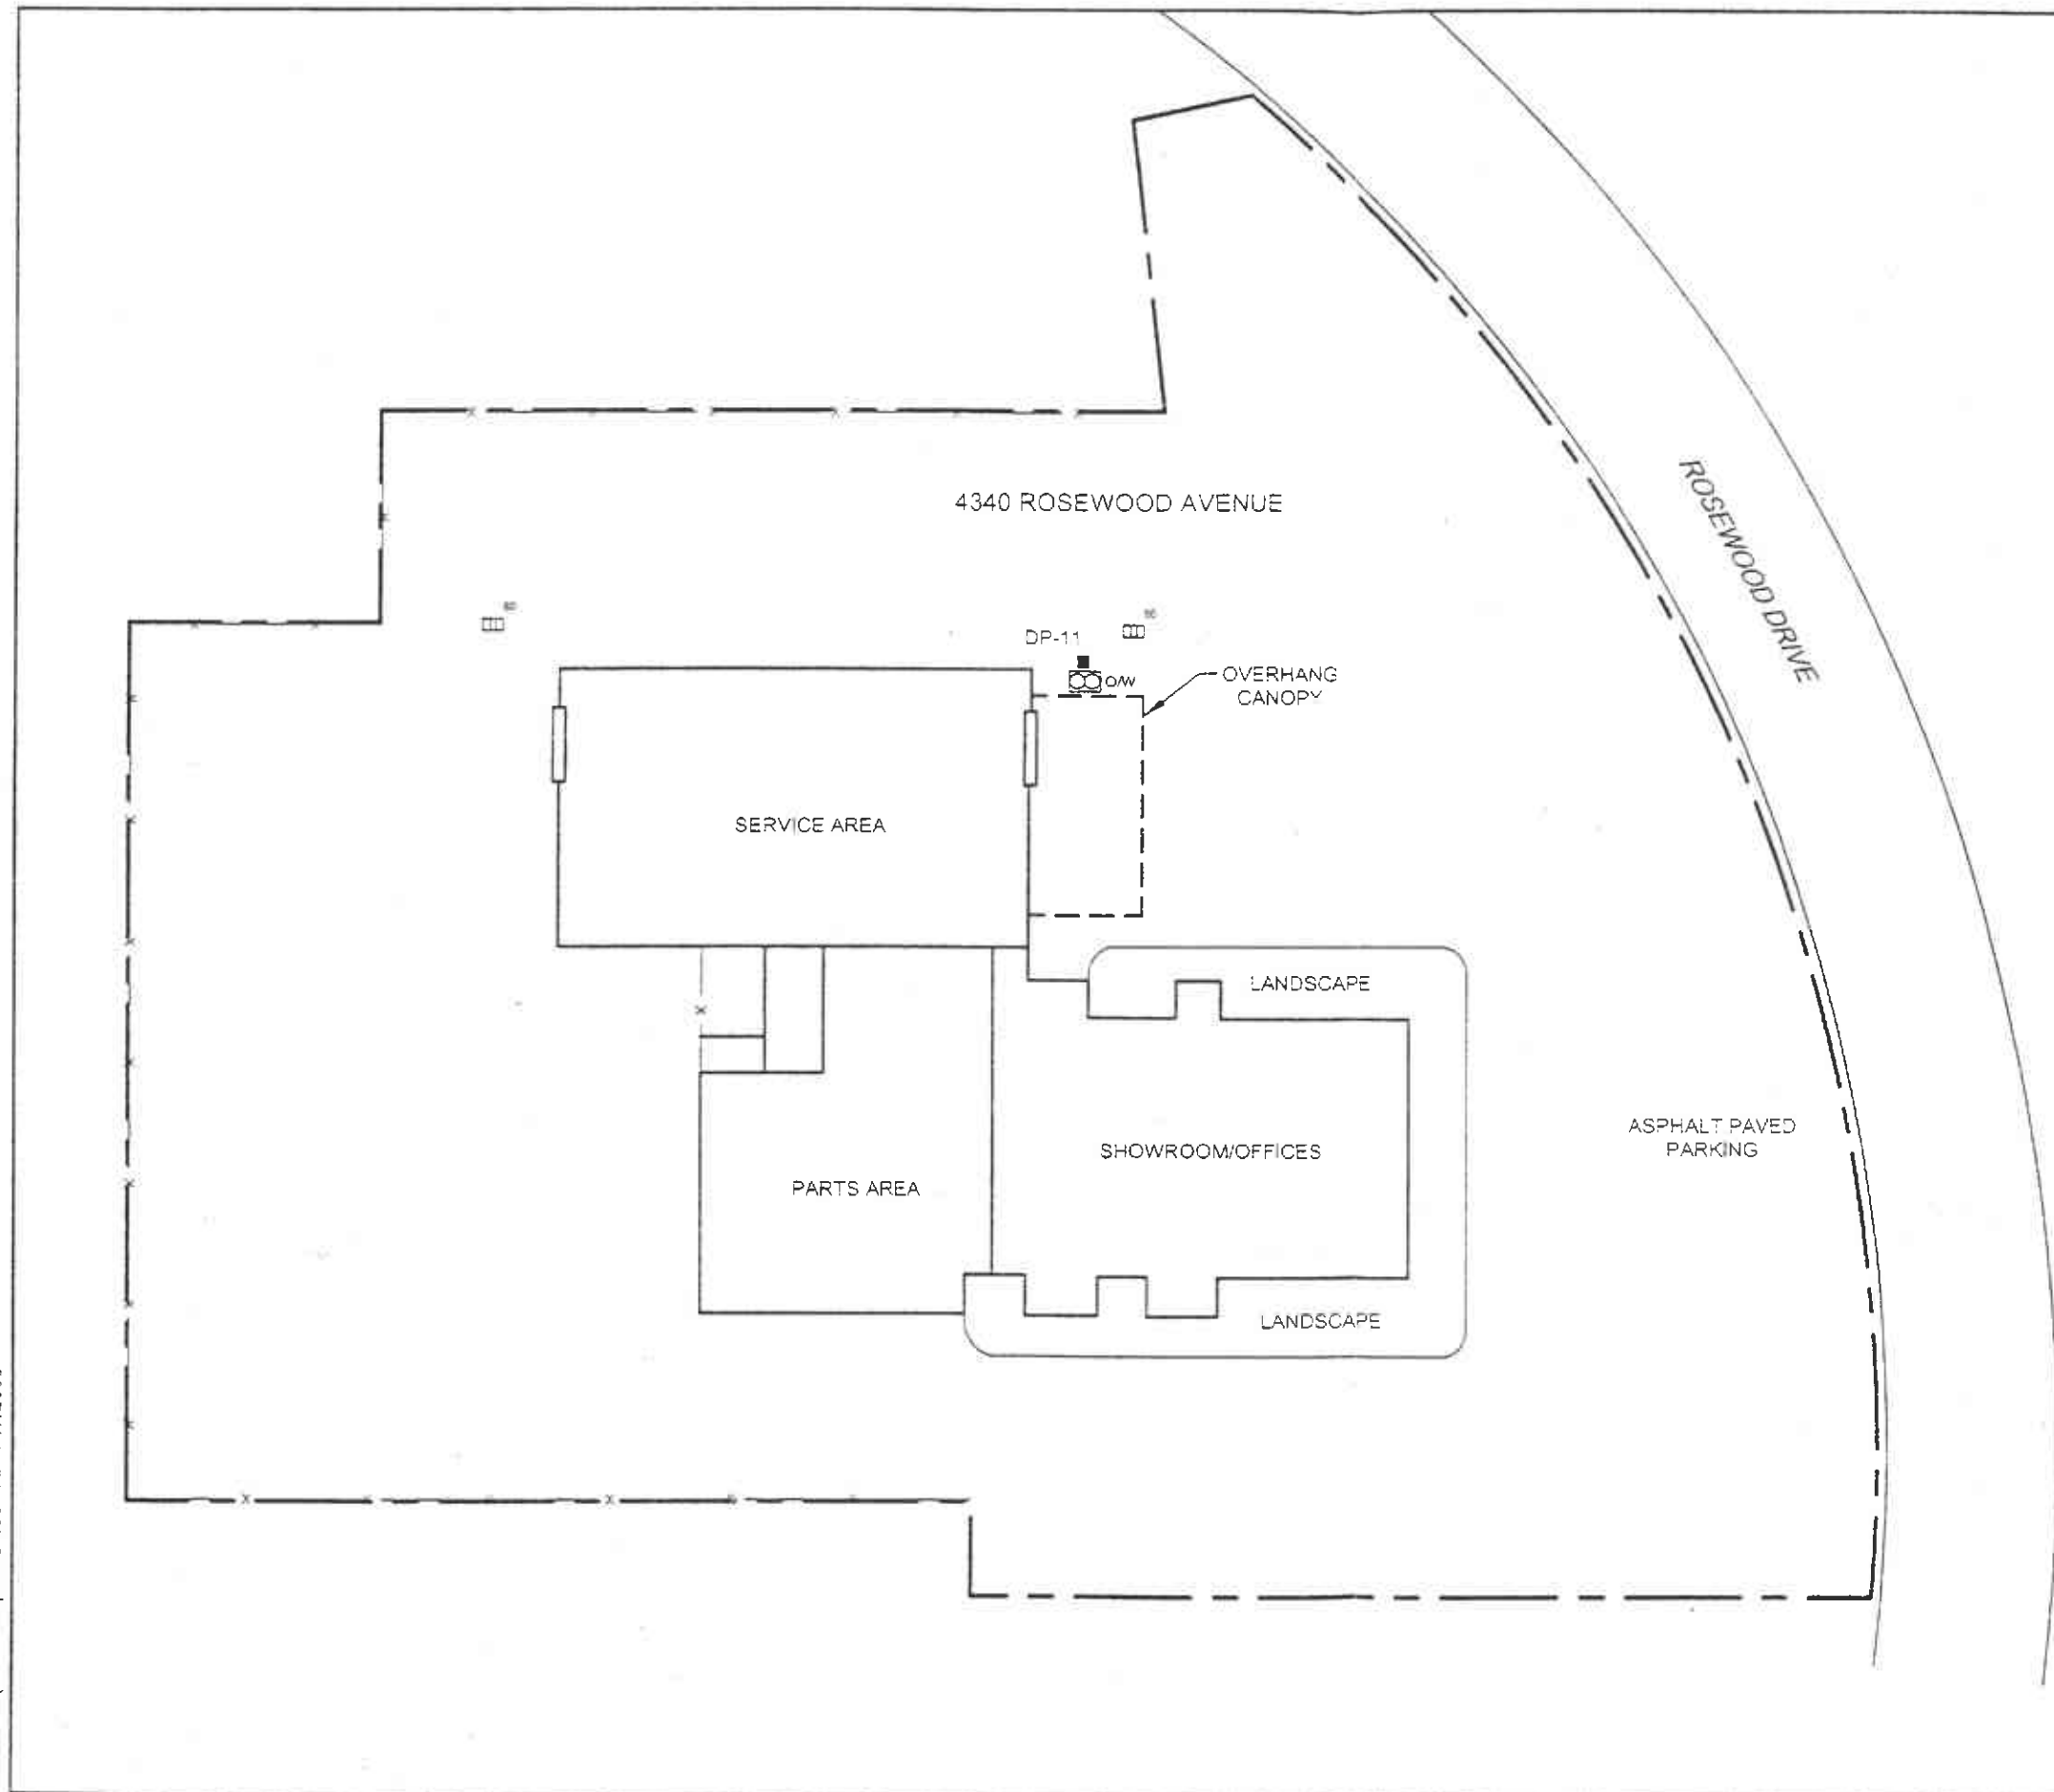 4340 ROSEWOOD AVENUE
ROSEWOOD DRIVE
DP-11
O/W
OVERHANG
CANOPY
SERVICE AREA
LANDSCAPE
ASPHALT PAVED
PARKING
SHOWROOM/OFFICES
PARTS AREA
LANDSCAPE